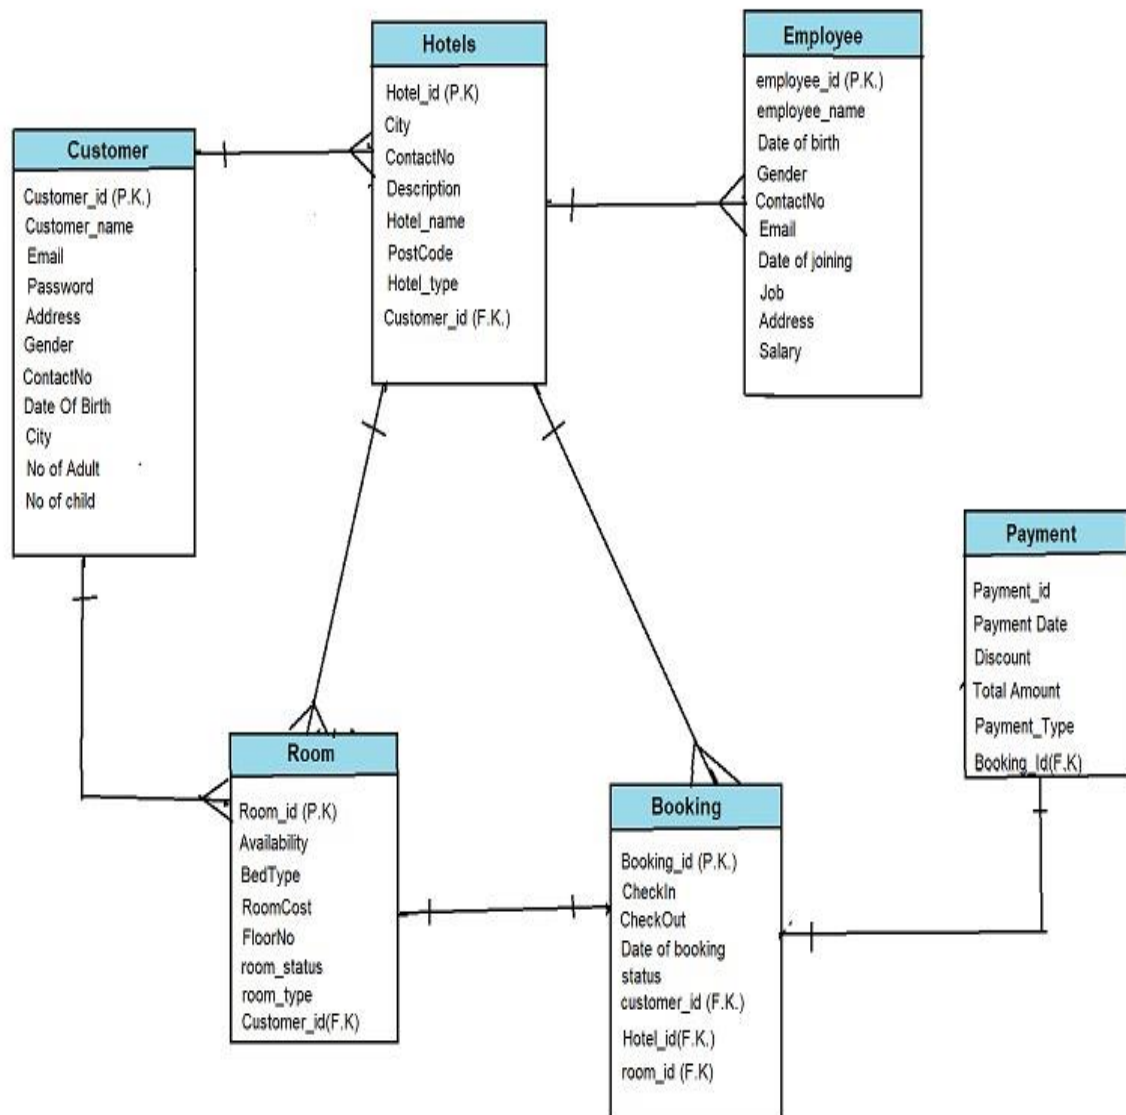 Hotels
Hotel_id (P.K)
City
ContactNo
Description
Hotel_name
PostCode
Hotel_type
Customer_id (F.K.)
Employee
employee_id (P.K.)
employee_name
Date of birth
Gender
ContactNo
Email
Date of joining
Job
Address
Salary
Customer
Customer_id (P.K.)
Customer_name
Email
Password
Address
Gender
ContactNo
Date Of Birth
City
No of Adult
No of child
Payment
Payment_id
Payment Date
Discount
Total Amount
Payment_Type
Booking_Id(F.K)
Room
Room_id (P.K)
Availability
BedType
RoomCost
FloorNo
room_status
room_type
Customer_id(F.K)
Booking
Booking_id (P.K.)
CheckIn
CheckOut
Date of booking
status
customer_id (F.K.)
Hotel_id(F.K.)
room_id (F.K)